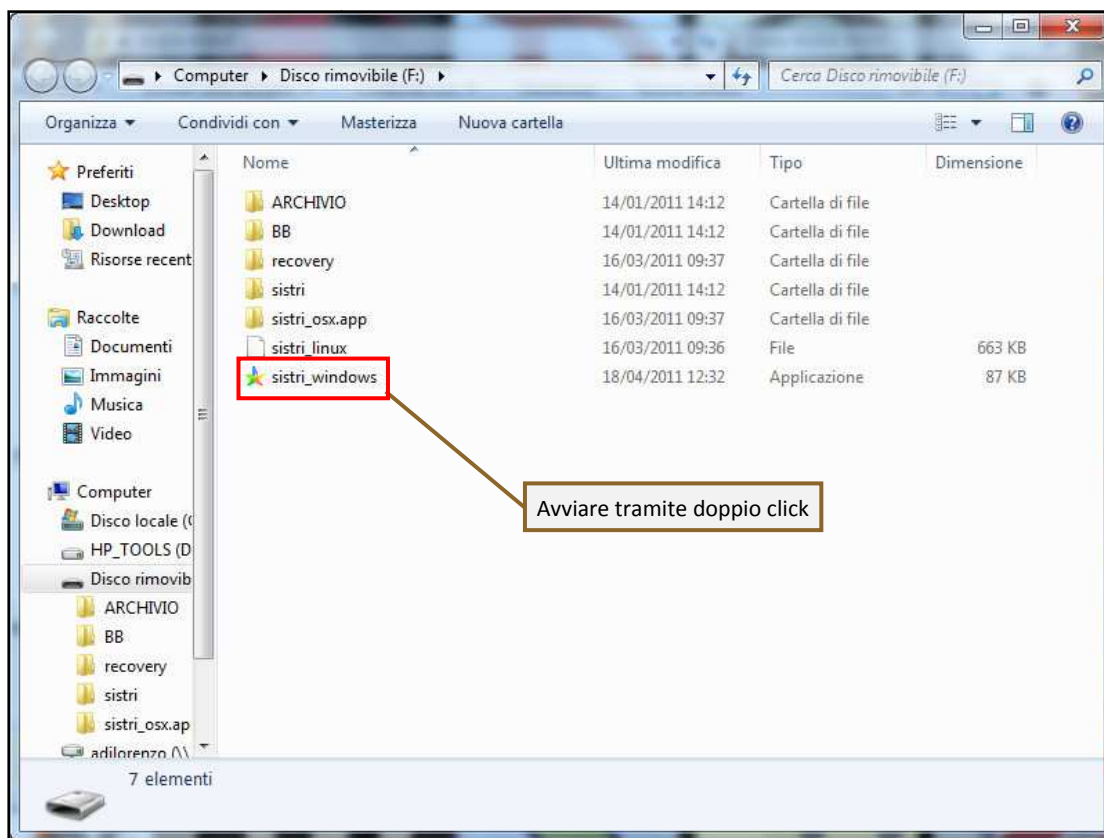 Computer Disco rimovibile (F:)
Cerca Disco rimovibile (F:)
Organizza Condividi con Masterizza Nuova cartella
Preferiti
Desktop
Download
Risorse recent
Raccolte
Documenti
Immagini
Musica
Video
Computer
Disco locale (
HP_TOOLS (D
Disco rimovib
ARCHIVIO
BB
recovery
sistri
sistri_osx.ap
adilorenzo (\\
Nome Ultima modifica Tipo Dimensione
ARCHIVIO 14/01/2011 14:12 Cartella di file
BB 14/01/2011 14:12 Cartella di file
recovery 16/03/2011 09:37 Cartella di file
sistri 14/01/2011 14:12 Cartella di file
sistri_osx.app 16/03/2011 09:37 Cartella di file
sistri_linux 16/03/2011 09:36 File 663 KB
sistri_windows 18/04/2011 12:32 Applicazione 87 KB
Avviare tramite doppio click
7 elementi